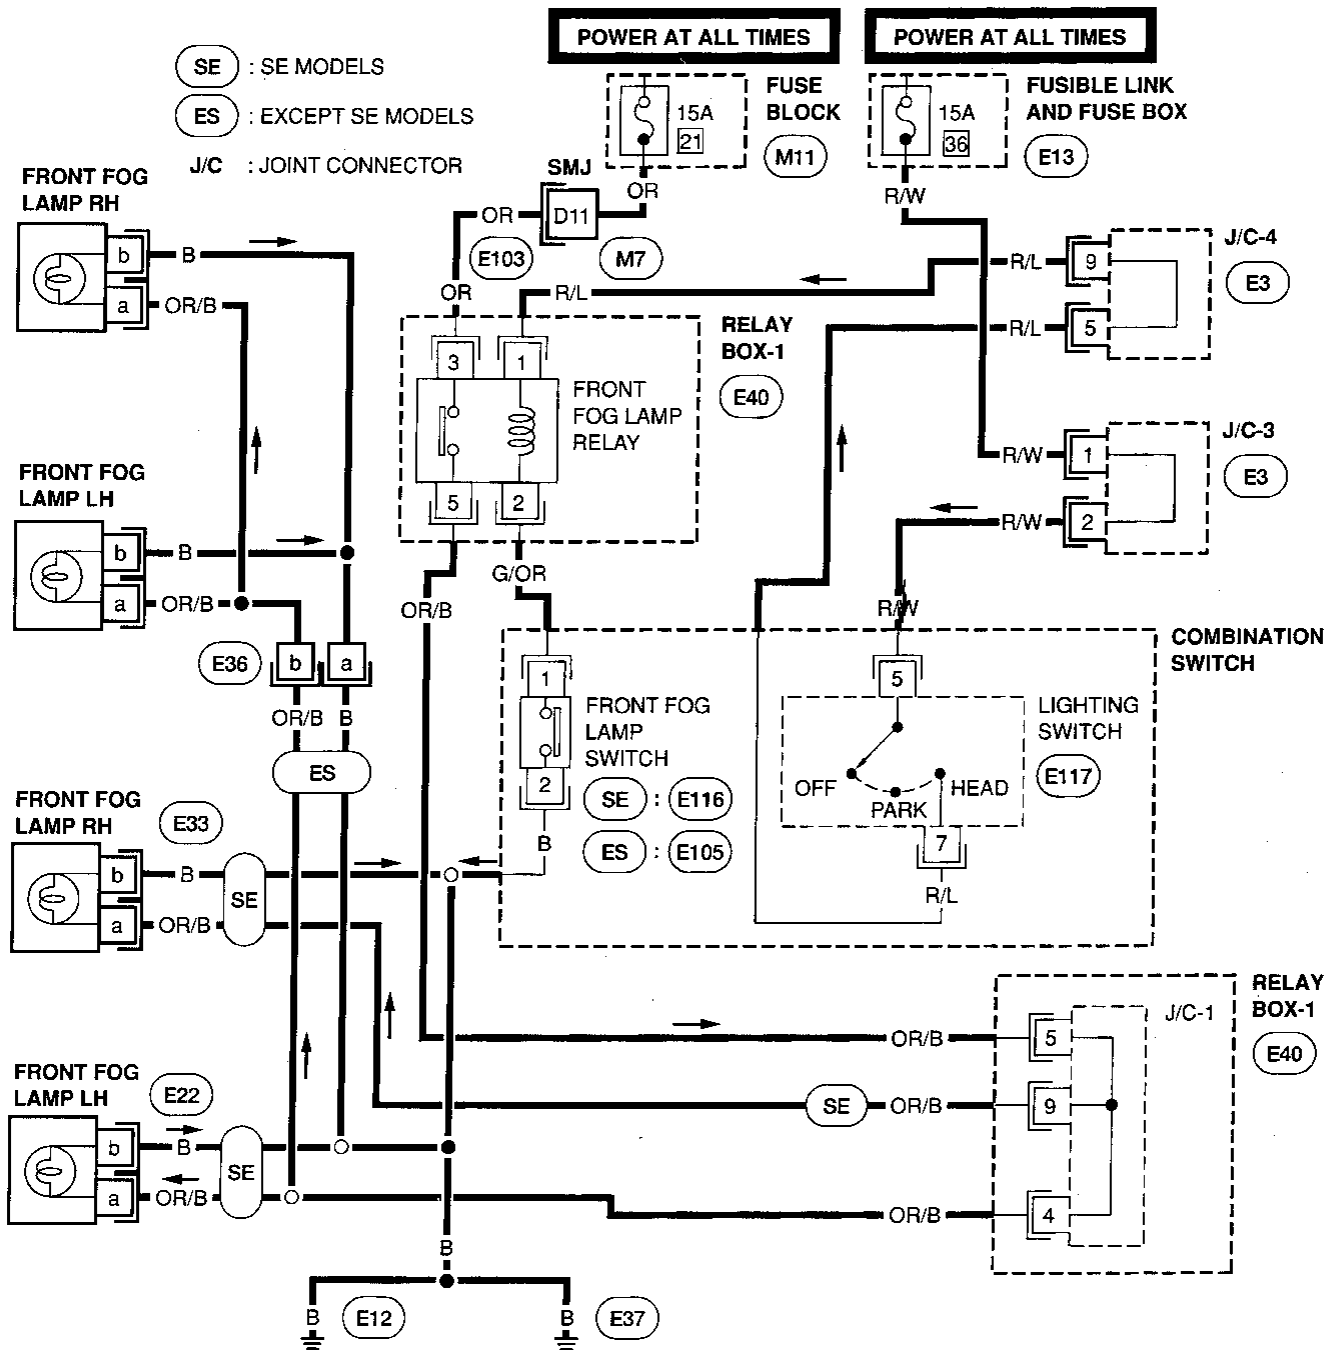 POWER AT ALL TIMES
POWER AT ALL TIMES
SE : SE MODELS
ES : EXCEPT SE MODELS
J/C : JOINT CONNECTOR
15A
21
FUSE
BLOCK
M11
15A
36
FUSIBLE LINK
AND FUSE BOX
E13
SMJ
OR
D11
OR
E103
M7
OR
R/W
FRONT FOG
LAMP RH
b
B
a
OR/B
R/L
R/L
9
J/C-4
E3
R/L
5
RELAY
BOX-1
E40
3
1
FRONT
FOG LAMP
RELAY
5
2
J/C-3
E3
R/W
1
R/W
2
FRONT FOG
LAMP LH
b
B
a
OR/B
G/OR
OR/B
R/W
E36
b
a
OR/B
B
ES
COMBINATION
SWITCH
1
FRONT FOG
LAMP
SWITCH
2
SE : E116
ES : E105
B
5
LIGHTING
SWITCH
E117
OFF
PARK
HEAD
7
R/L
FRONT FOG
LAMP RH
E33
b
B
a
OR/B
SE
RELAY
BOX-1
E40
J/C-1
OR/B
5
SE
OR/B
9
OR/B
4
FRONT FOG
LAMP LH
E22
b
B
a
OR/B
SE
B
B
E12
B
E37